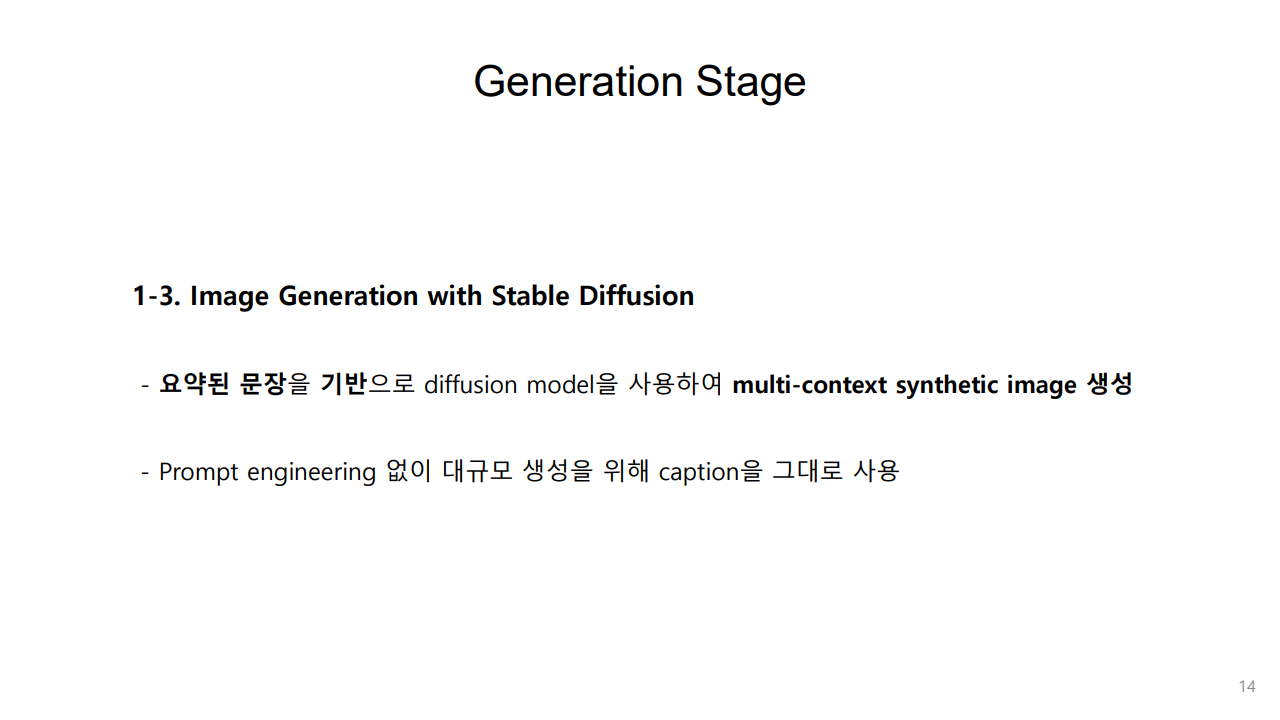 Generation Stage
1-3. Image Generation with Stable Diffusion
- 요약된 문장을 기반으로 diffusion model을 사용하여 multi-context synthetic image 생성
- Prompt engineering 없이 대규모 생성을 위해 caption을 그대로 사용
14